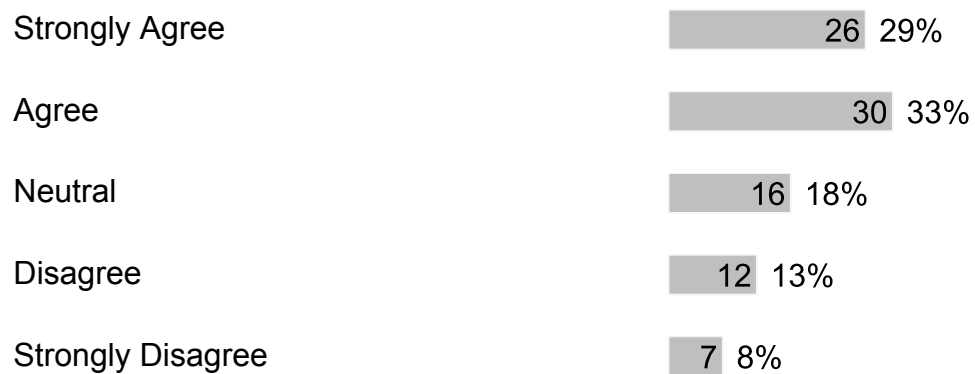 Strongly Agree 26 29%
Agree 30 33%
Neutral 16 18%
Disagree 12 13%
Strongly Disagree 7 8%